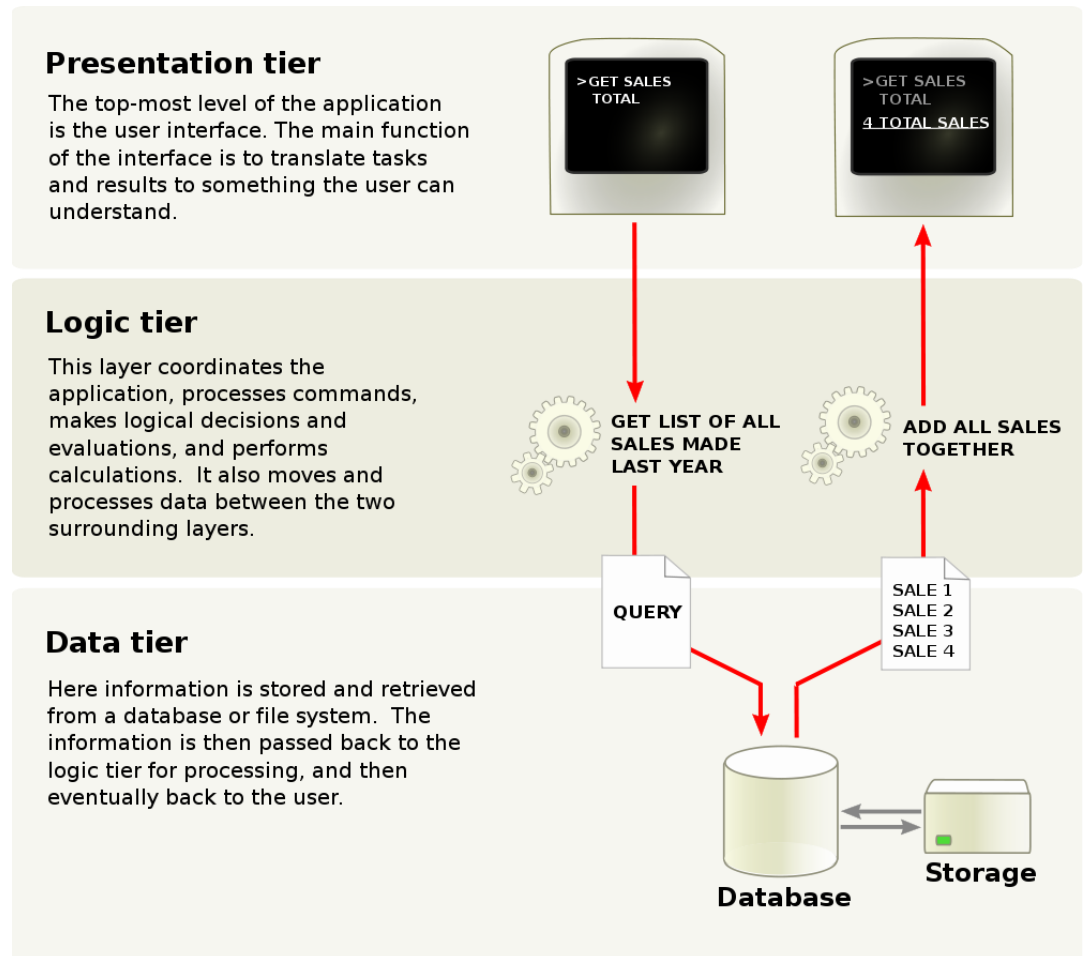 Presentation tier
The top-most level of the application
is the user interface. The main function
of the interface is to translate tasks
and results to something the user can
understand.
>GET SALES
TOTAL
>GET SALES
TOTAL
4 TOTAL SALES
Logic tier
This layer coordinates the
application, processes commands,
makes logical decisions and
evaluations, and performs
calculations.  It also moves and
processes data between the two
surrounding layers.
GET LIST OF ALL
SALES MADE
LAST YEAR
ADD ALL SALES
TOGETHER
QUERY
SALE 1
SALE 2
SALE 3
SALE 4
Data tier
Here information is stored and retrieved
from a database or file system.  The
information is then passed back to the
logic tier for processing, and then
eventually back to the user.
Database
Storage